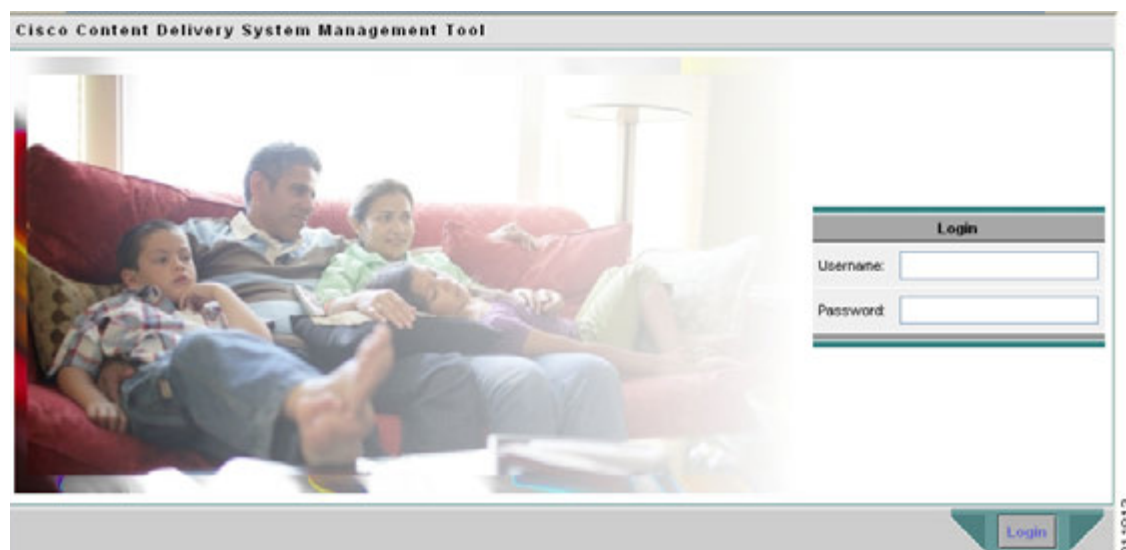 Cisco Content Delivery System Management Tool
Login
Username:
Password:
Login